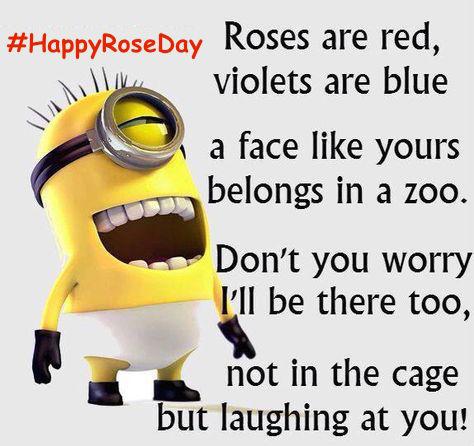 #HappyRoseDay
Roses are red,
violets are blue
a face like yours
belongs in a zoo.
Don't you worry
I'll be there too,
not in the cage
but laughing at you!